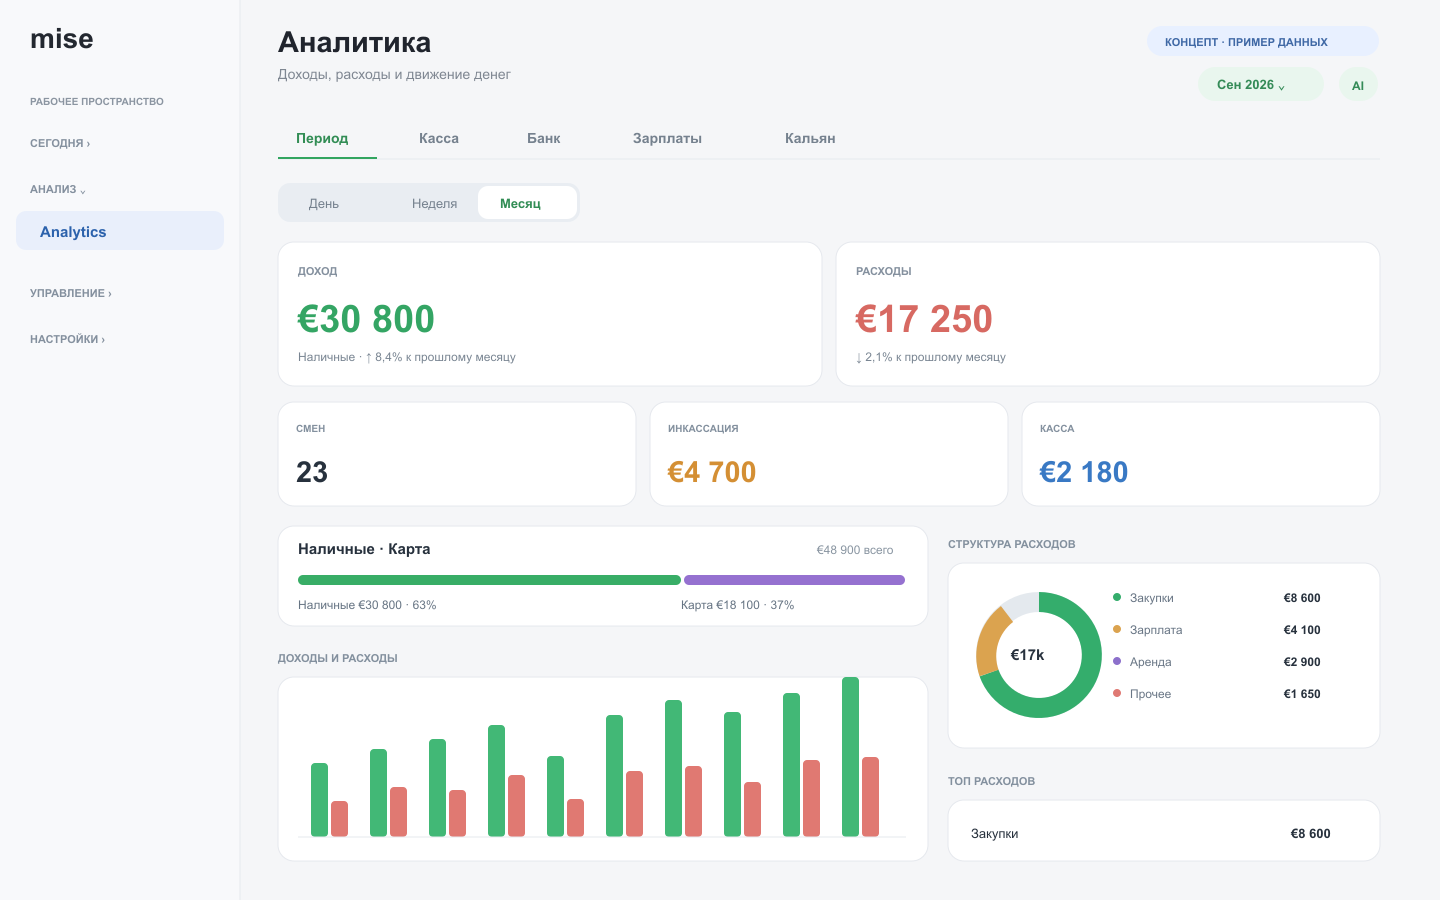 mise
РАБОЧЕЕ ПРОСТРАНСТВО
СЕГОДНЯ ›
АНАЛИЗ ⌄
Analytics
УПРАВЛЕНИЕ ›
НАСТРОЙКИ ›
Аналитика
Доходы, расходы и движение денег
КОНЦЕПТ · ПРИМЕР ДАННЫХ
Сен 2026 ⌄
AI
Период Касса Банк Зарплаты Кальян
День Неделя Месяц
ДОХОД
€30 800
Наличные · ↑ 8,4% к прошлому месяцу
РАСХОДЫ
€17 250
↓ 2,1% к прошлому месяцу
СМЕН
23
ИНКАССАЦИЯ
€4 700
КАССА
€2 180
Наличные · Карта €48 900 всего
Наличные €30 800 · 63% Карта €18 100 · 37%
ДОХОДЫ И РАСХОДЫ
СТРУКТУРА РАСХОДОВ
€17k
Закупки €8 600
Зарплата €4 100
Аренда €2 900
Прочее €1 650
ТОП РАСХОДОВ
Закупки €8 600